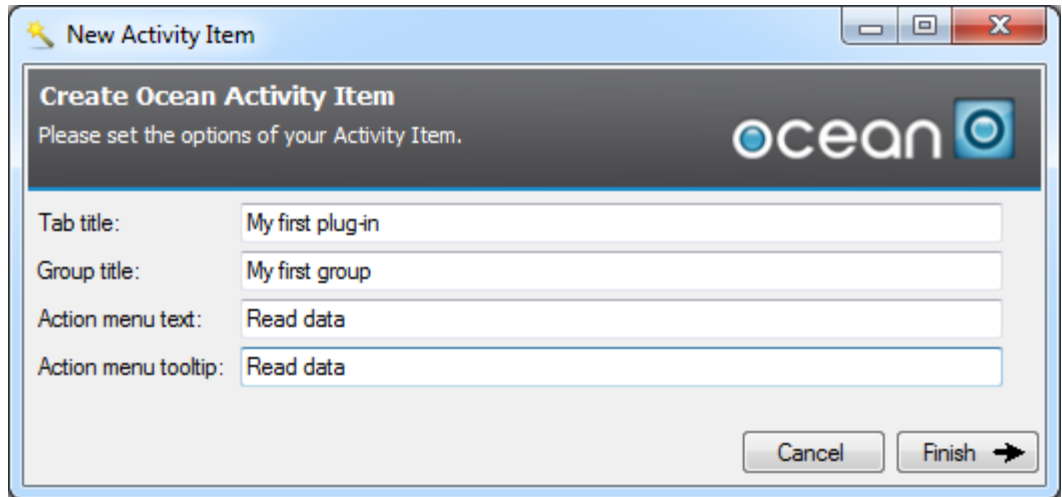 New Activity Item
Create Ocean Activity Item
Please set the options of your Activity Item.
ocean
Tab title: My first plug-in
Group title: My first group
Action menu text: Read data
Action menu tooltip: Read data
Cancel Finish